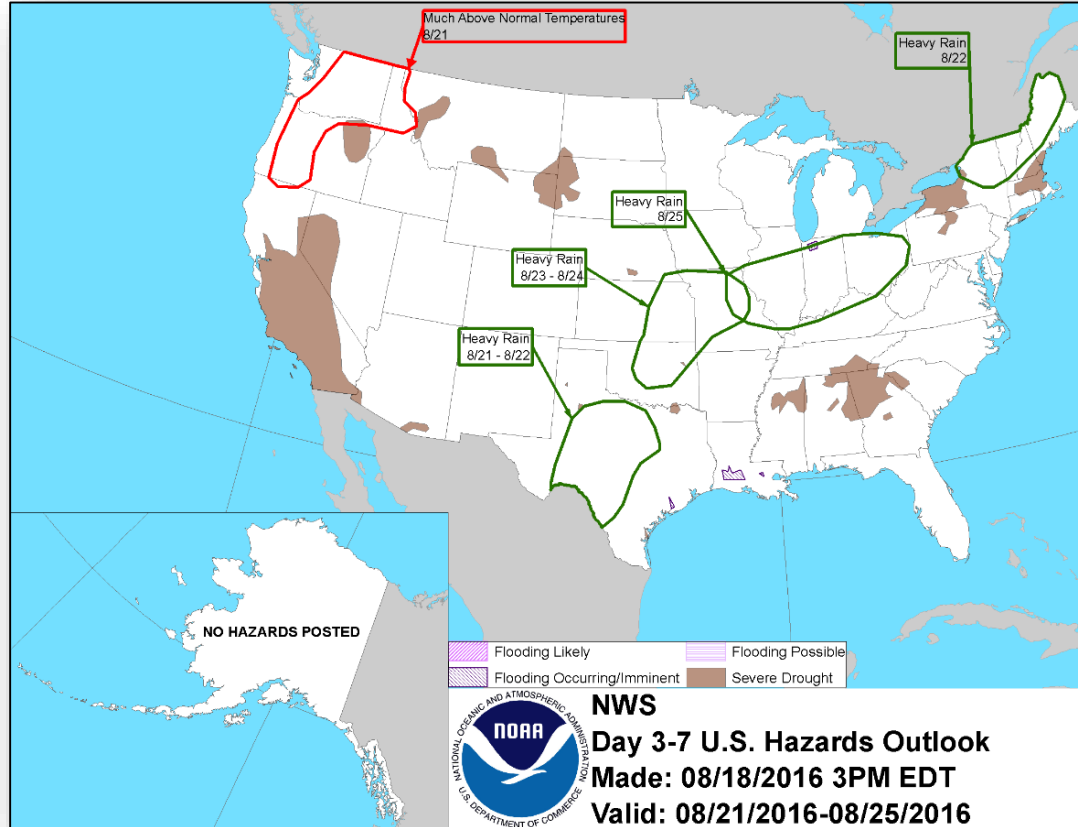 Much Above Normal Temperatures
8/21
Heavy Rain
8/22
Heavy Rain
8/25
Heavy Rain
8/23 - 8/24
Heavy Rain
8/21 - 8/22
NO HAZARDS POSTED
Flooding Likely
Flooding Possible
Flooding Occurring/Imminent
Severe Drought
NATIONAL OCEANIC AND ATMOSPHERIC ADMINISTRATION
NOAA
U.S. DEPARTMENT OF COMMERCE
NWS
Day 3-7 U.S. Hazards Outlook
Made: 08/18/2016 3PM EDT
Valid: 08/21/2016-08/25/2016